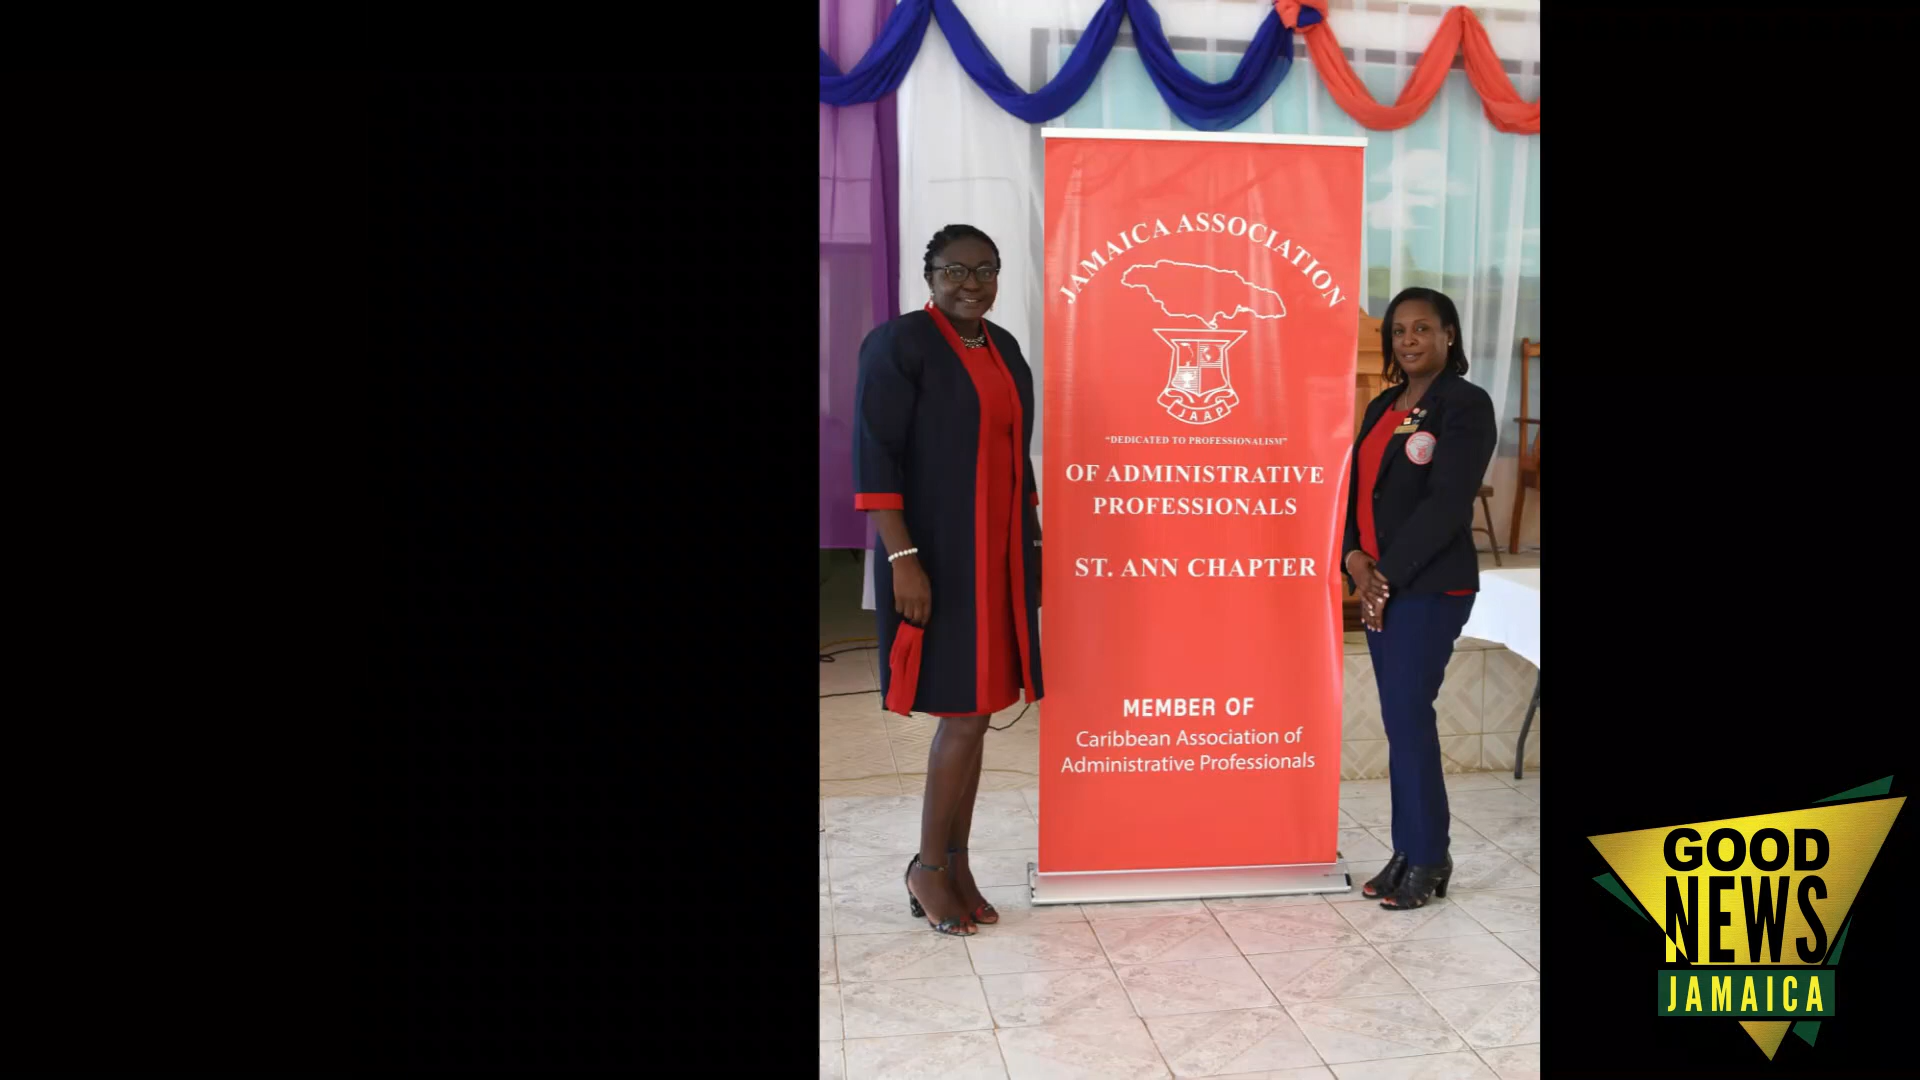 JAMAICA ASSOCIATION
JAAP
"DEDICATED TO PROFESSIONALISM"
OF ADMINISTRATIVE
PROFESSIONALS
ST. ANN CHAPTER
MEMBER OF
Caribbean Association of
Administrative Professionals
GOOD
NEWS
JAMAICA